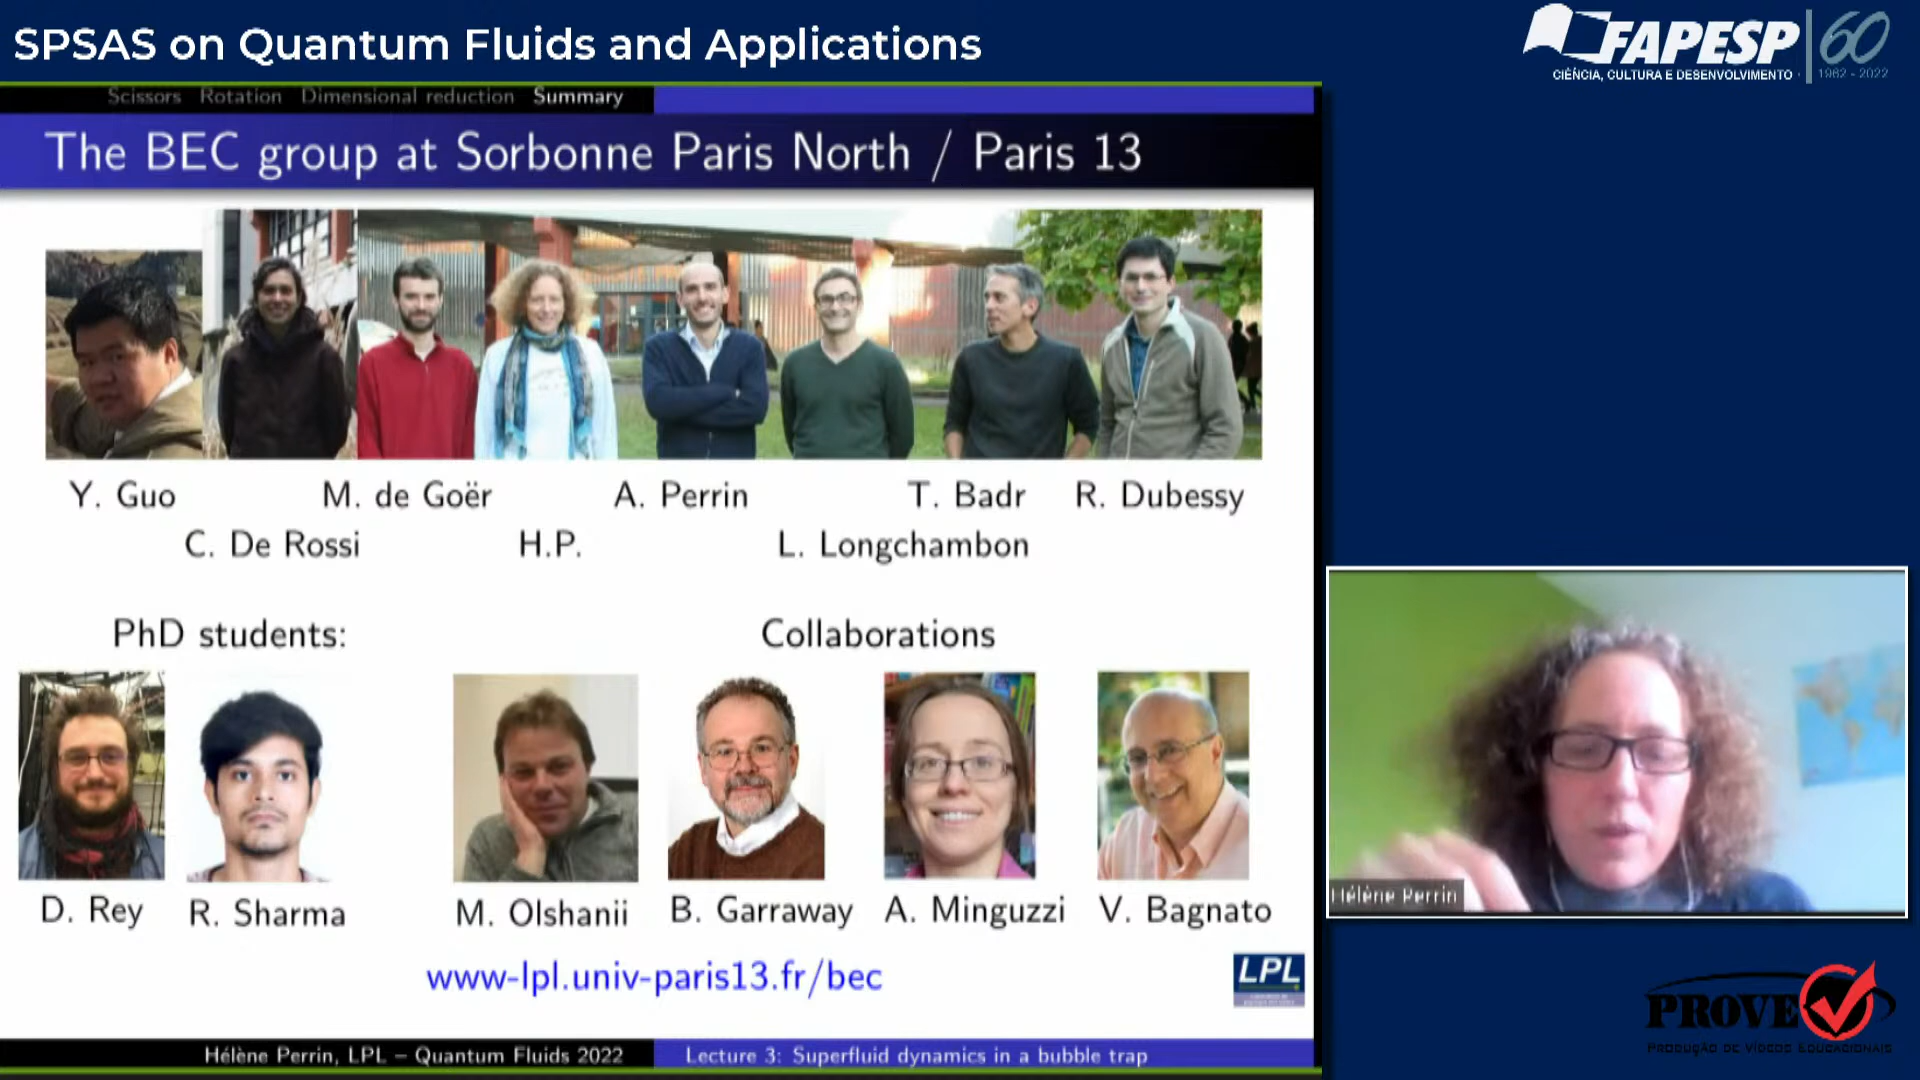 SPSAS on Quantum Fluids and Applications
FAPESP 60
CIÊNCIA, CULTURA E DESENVOLVIMENTO
1962 - 2022
Scissors Rotation Dimensional reduction Summary
The BEC group at Sorbonne Paris North / Paris 13
Y. Guo M. de Goër A. Perrin T. Badr R. Dubessy
C. De Rossi H.P. L. Longchambon
PhD students: Collaborations
D. Rey R. Sharma M. Olshanii B. Garraway A. Minguzzi V. Bagnato
www-lpl.univ-paris13.fr/bec
LPL
Hélène Perrin, LPL – Quantum Fluids 2022 Lecture 3: Superfluid dynamics in a bubble trap
Hélène Perrin
PROVE
PRODUÇÃO DE VÍDEOS EDUCACIONAIS